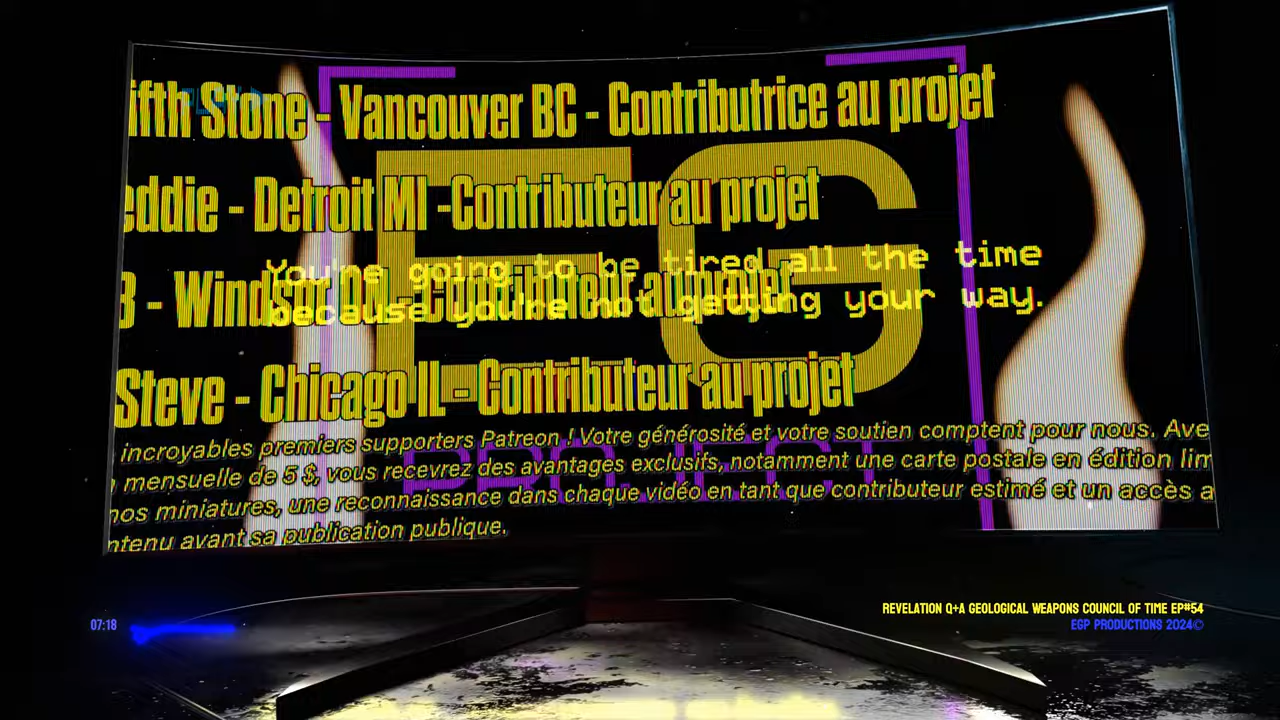 ifth Stone - Vancouver BC - Contributrice au projet
eddie - Detroit MI -Contributeur au projet
EG
You're going to be tired all the time
because you're not getting your way.
B - Windsor ON - Contributeur au projet
Steve - Chicago IL - Contributeur au projet
PROJECT
incroyables premiers supporters Patreon ! Votre générosité et votre soutien comptent pour nous. Ave
mensuelle de 5 $, vous recevrez des avantages exclusifs, notamment une carte postale en édition lim
nos miniatures, une reconnaissance dans chaque vidéo en tant que contributeur estimé et un accès a
ntenu avant sa publication publique.
REVELATION Q+A GEOLOGICAL WEAPONS COUNCIL OF TIME EP#54
07:18
EGP PRODUCTIONS 2024©